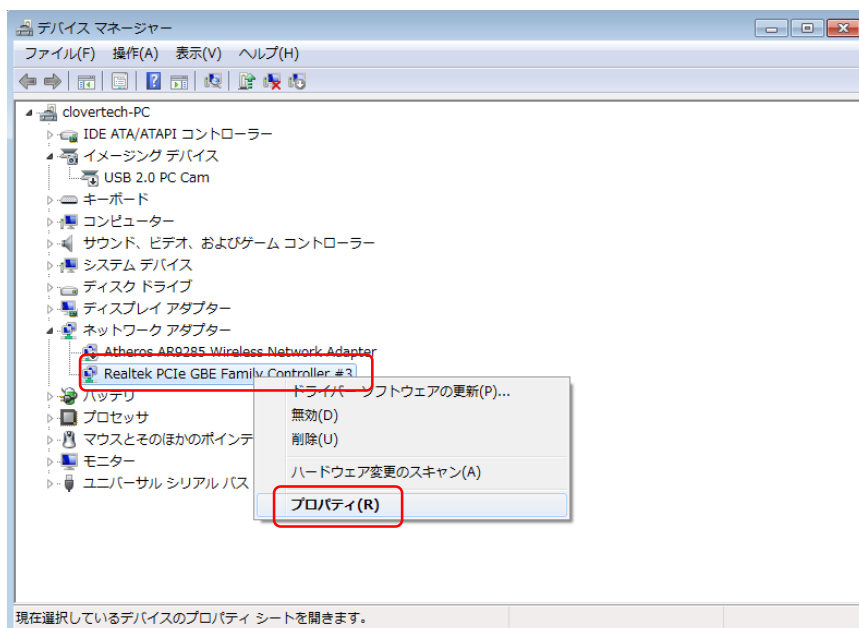 デバイス マネージャー
ファイル(F) 操作(A) 表示(V) ヘルプ(H)
clovertech-PC
IDE ATA/ATAPI コントローラー
イメージング デバイス
USB 2.0 PC Cam
キーボード
コンピューター
サウンド、ビデオ、およびゲーム コントローラー
システム デバイス
ディスク ドライブ
ディスプレイ アダプター
ネットワーク アダプター
Atheros AR9285 Wireless Network Adapter
Realtek PCIe GBE Family Controller #3
バッテリ
プロセッサ
マウスとそのほかのポインテ
モニター
ユニバーサル シリアル バス
ドライバー ソフトウェアの更新(P)...
無効(D)
削除(U)
ハードウェア変更のスキャン(A)
プロパティ(R)
現在選択しているデバイスのプロパティ シートを開きます。